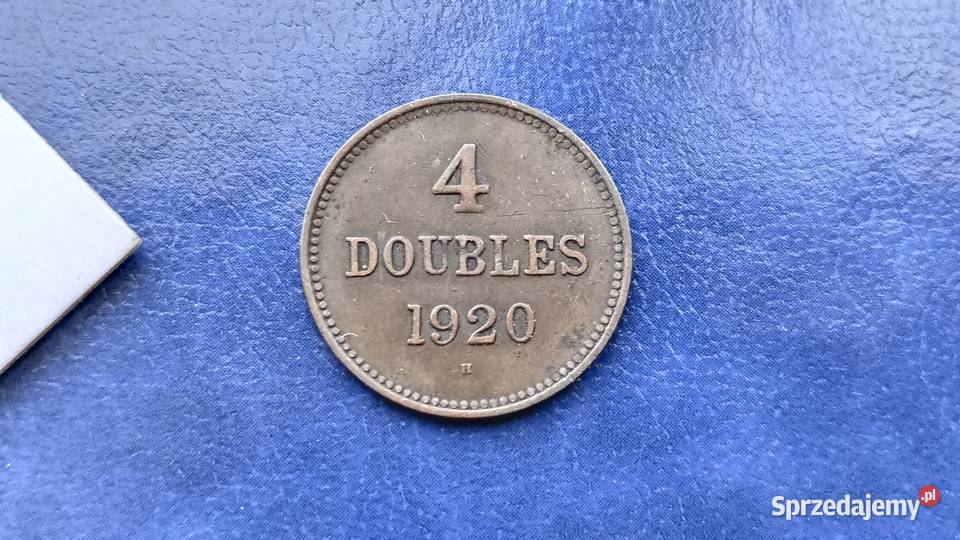 4
DOUBLES
1920
H
Sprzedajemy.pl